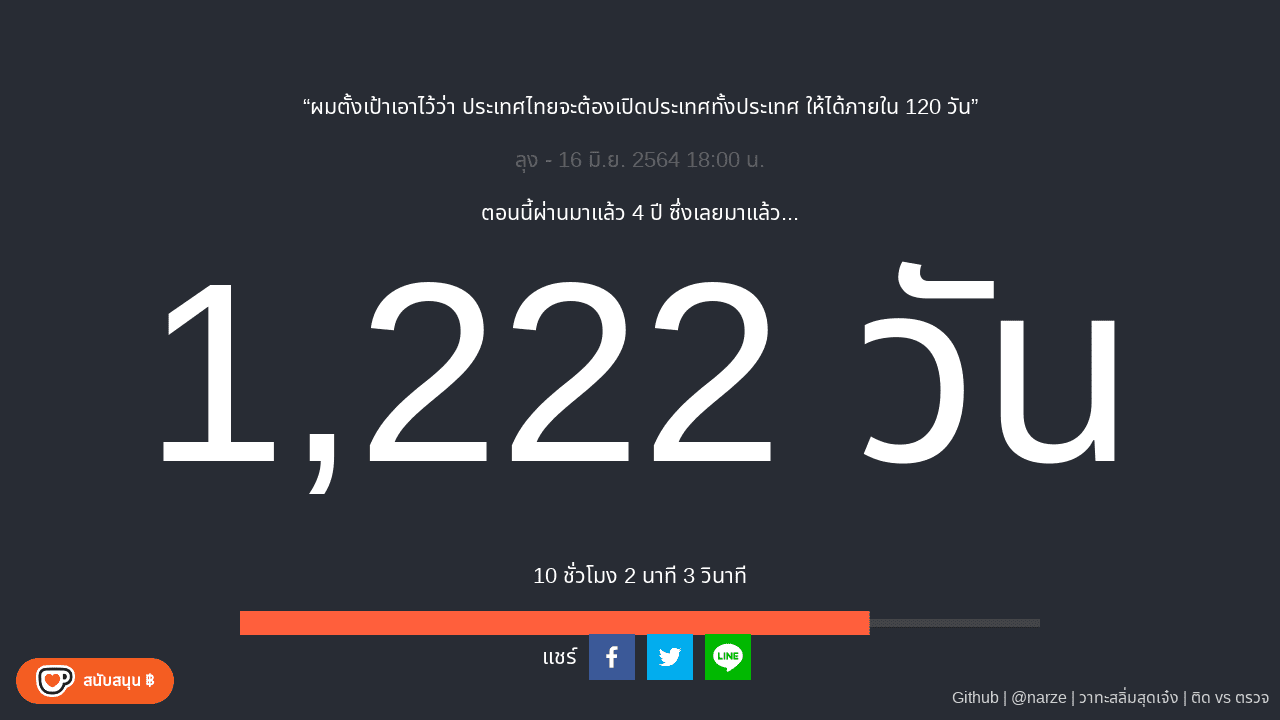 “ผมตั้งเป้าเอาไว้ว่า ประเทศไทยจะต้องเปิดประเทศทั้งประเทศ ให้ได้ภายใน 120 วัน”
ลุง - 16 มิ.ย. 2564 18:00 น.
ตอนนี้ผ่านมาแล้ว 4 ปี ซึ่งเลยมาแล้ว...
1,222 วัน
10 ชั่วโมง 2 นาที 3 วินาที
แชร์
LINE
สนับสนุน ฿
Github | @narze | วาทะสลิ่มสุดเจ๋ง | ติด vs ตรวจ